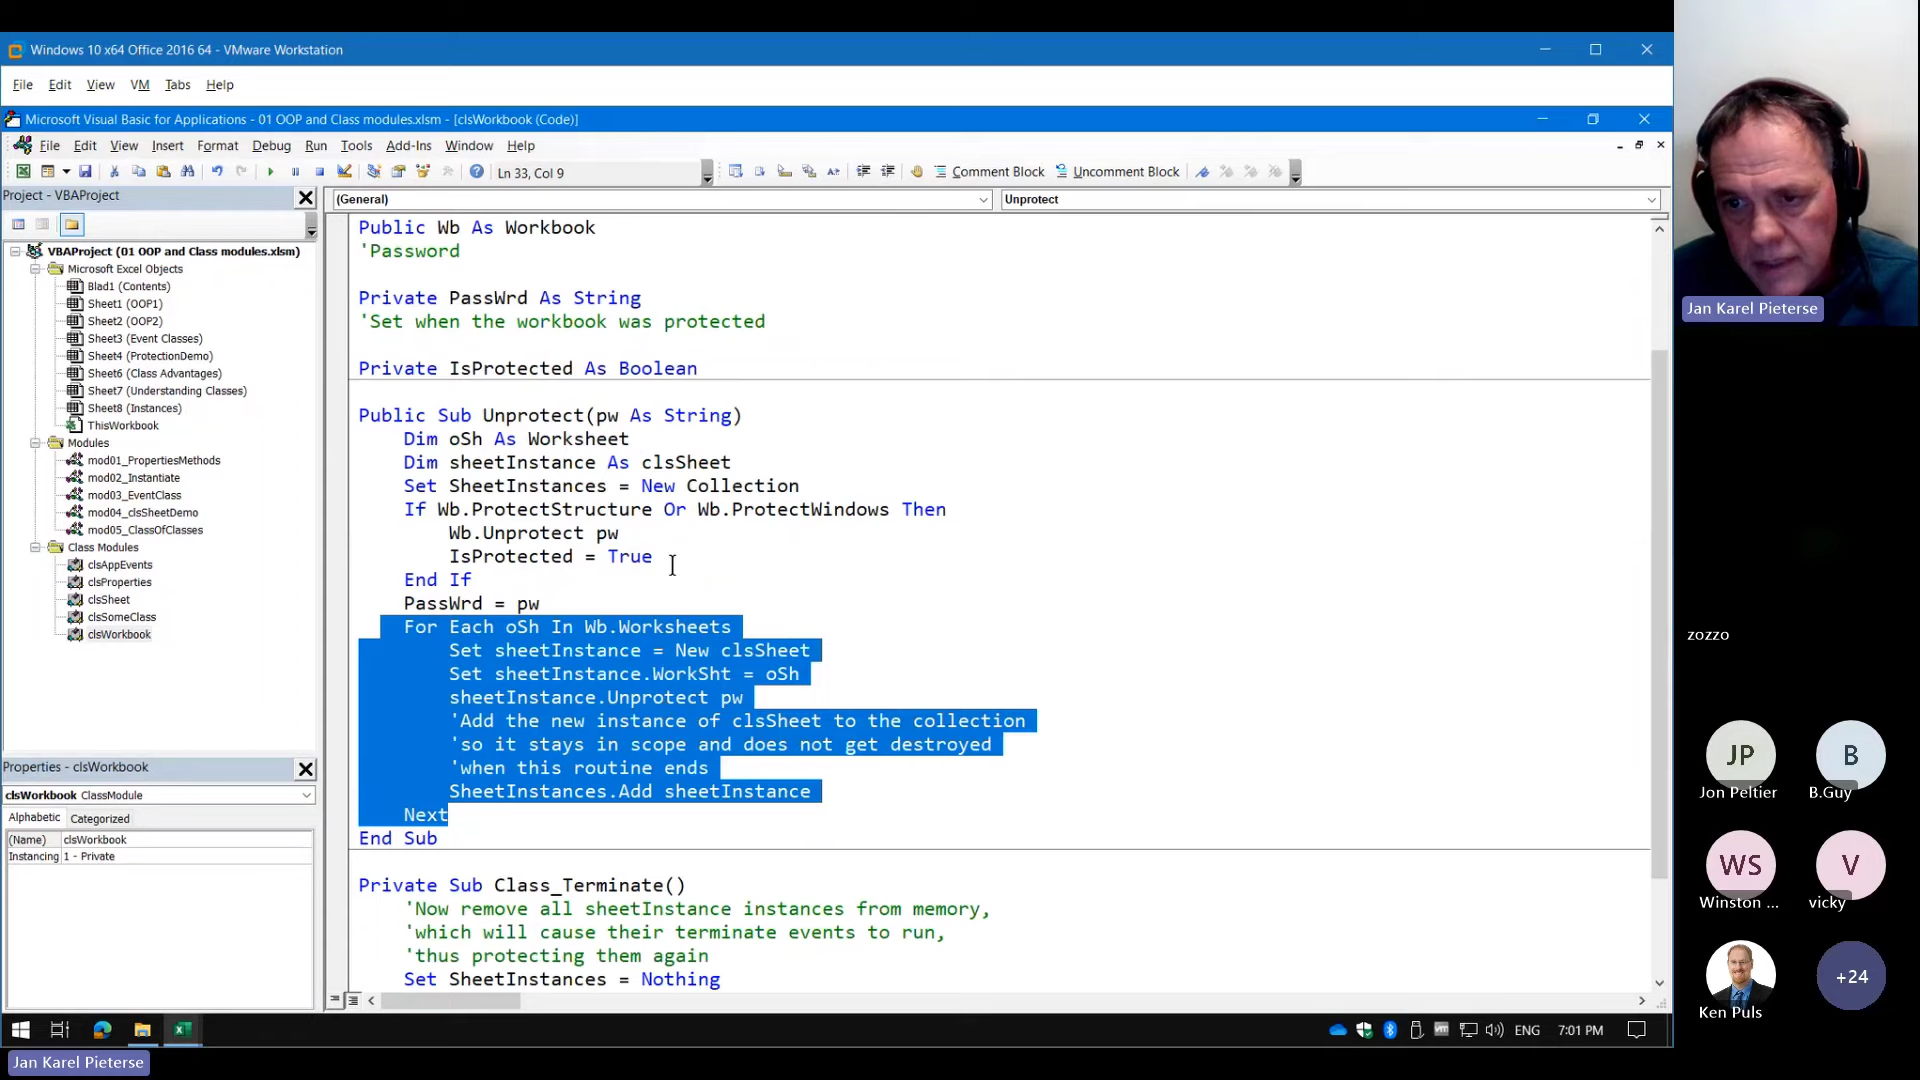 Windows 10 x64 Office 2016 64 - VMware Workstation
File Edit View VM Tabs Help
Microsoft Visual Basic for Applications - 01 OOP and Class modules.xlsm - [clsWorkbook (Code)]
File Edit View Insert Format Debug Run Tools Add-Ins Window Help
Ln 33, Col 9
Comment Block Uncomment Block
Project - VBAProject
VBAProject (01 OOP and Class modules.xlsm)
Microsoft Excel Objects
Blad1 (Contents)
Sheet1 (OOP1)
Sheet2 (OOP2)
Sheet3 (Event Classes)
Sheet4 (ProtectionDemo)
Sheet6 (Class Advantages)
Sheet7 (Understanding Classes)
Sheet8 (Instances)
ThisWorkbook
Modules
mod01_PropertiesMethods
mod02_Instantiate
mod03_EventClass
mod04_clsSheetDemo
mod05_ClassOfClasses
Class Modules
clsAppEvents
clsProperties
clsSheet
clsSomeClass
clsWorkbook
Properties - clsWorkbook
clsWorkbook ClassModule
Alphabetic Categorized
(Name) clsWorkbook
Instancing 1 - Private
(General) Unprotect
Public Wb As Workbook
'Password
Private PassWrd As String
'Set when the workbook was protected
Private IsProtected As Boolean
Public Sub Unprotect(pw As String)
Dim oSh As Worksheet
Dim sheetInstance As clsSheet
Set SheetInstances = New Collection
If Wb.ProtectStructure Or Wb.ProtectWindows Then
Wb.Unprotect pw
IsProtected = True
End If
PassWrd = pw
For Each oSh In Wb.Worksheets
Set sheetInstance = New clsSheet
Set sheetInstance.WorkSht = oSh
sheetInstance.Unprotect pw
'Add the new instance of clsSheet to the collection
'so it stays in scope and does not get destroyed
'when this routine ends
SheetInstances.Add sheetInstance
Next
End Sub
Private Sub Class_Terminate()
'Now remove all sheetInstance instances from memory,
'which will cause their terminate events to run,
'thus protecting them again
Set SheetInstances = Nothing
ENG 7:01 PM
Jan Karel Pieterse
Jan Karel Pieterse
zozzo
JP B
Jon Peltier B.Guy
WS V
Winston ... vicky
+24
Ken Puls